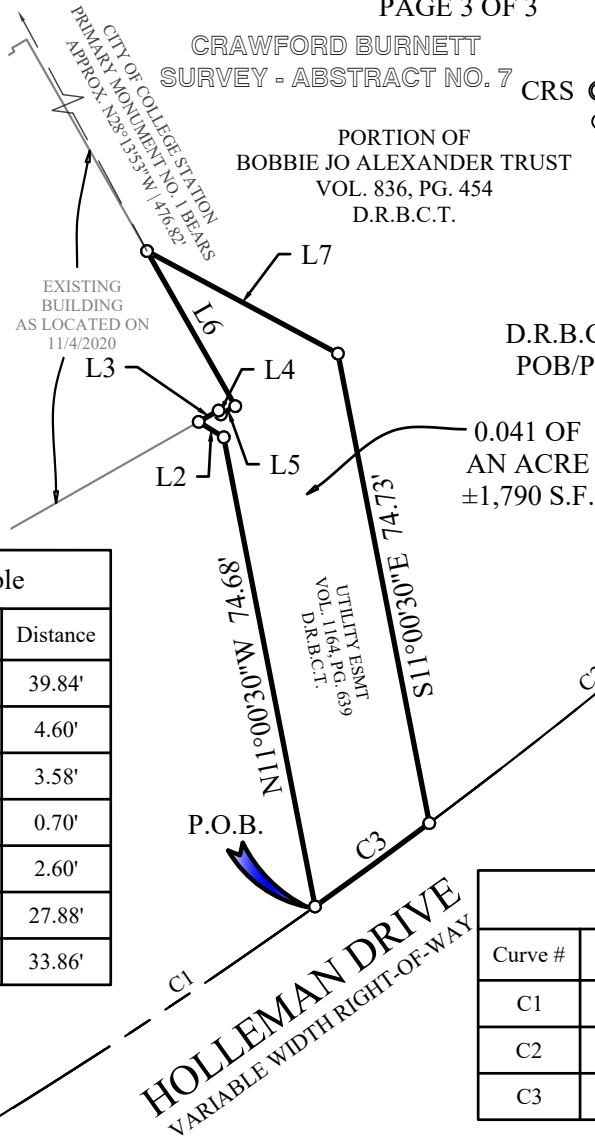 PAGE 3 OF 3
CRAWFORD BURNETT
SURVEY - ABSTRACT NO. 7
CRS
CITY OF COLLEGE STATION
PRIMARY MONUMENT NO. 1 BEARS
APPROX. N28°13'53"W | 476.82'
PORTION OF
BOBBIE JO ALEXANDER TRUST
VOL. 836, PG. 454
D.R.B.C.T.
L7
EXISTING
BUILDING
AS LOCATED ON
11/4/2020
L6
L3
L4
D.R.B.C
POB/P
L2
L5
0.041 OF
AN ACRE
±1,790 S.F.
N11°00'30"W 74.68'
S11°00'30"E 74.73'
UTILITY ESMT
VOL. 1164, PG. 639
D.R.B.C.T.
Distance
39.84'
4.60'
3.58'
0.70'
2.60'
27.88'
33.86'
P.O.B.
C3
C1
HOLLEMAN DRIVE
VARIABLE WIDTH RIGHT-OF-WAY
Curve #
C1
C2
C3